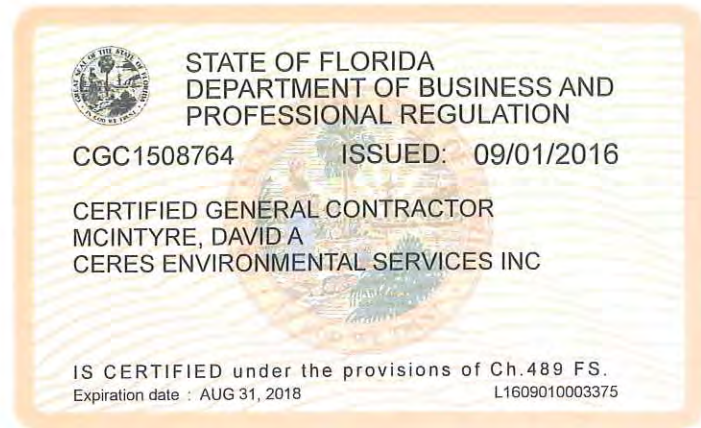 STATE OF FLORIDA
DEPARTMENT OF BUSINESS AND
PROFESSIONAL REGULATION
CGC1508764 ISSUED: 09/01/2016
CERTIFIED GENERAL CONTRACTOR
MCINTYRE, DAVID A
CERES ENVIRONMENTAL SERVICES INC
IS CERTIFIED under the provisions of Ch.489 FS.
Expiration date : AUG 31, 2018 L1609010003375